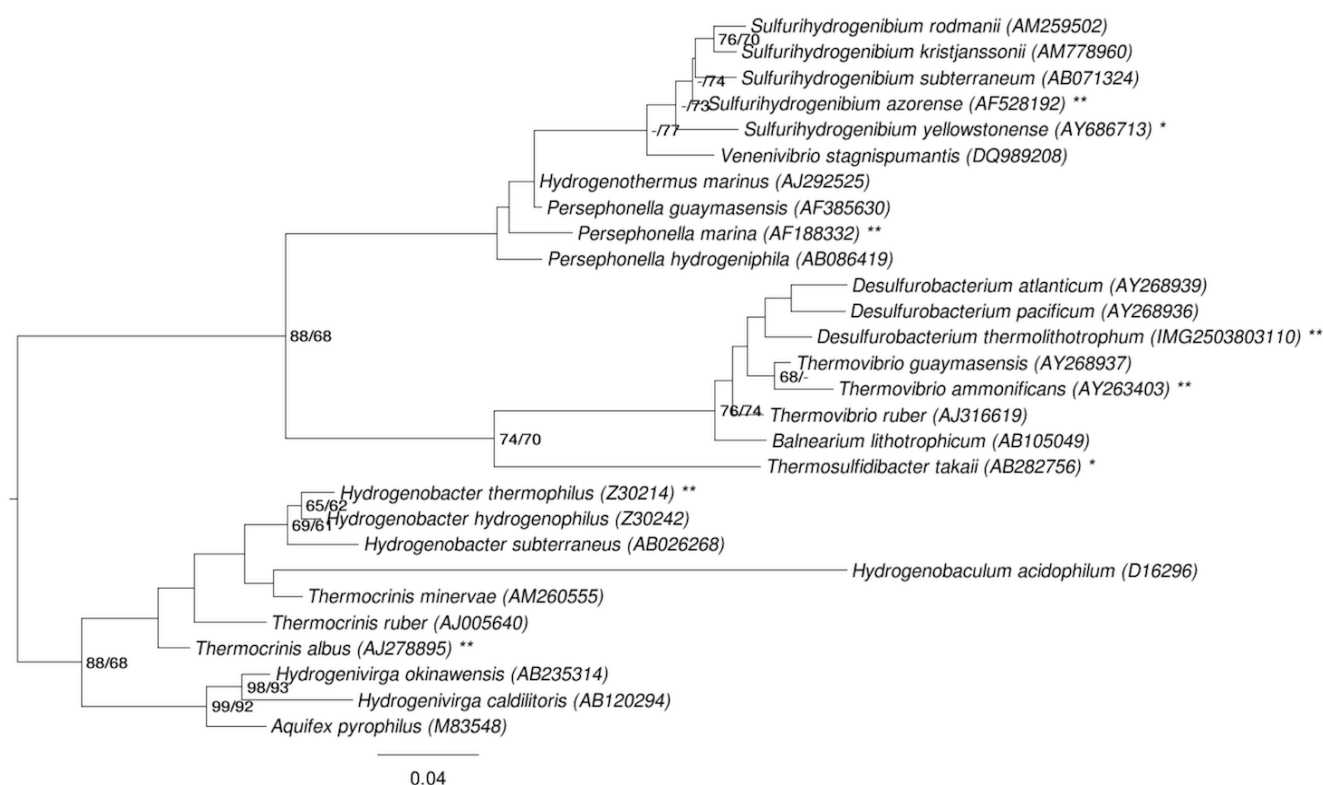 Sulfurihydrogenibium rodmanii (AM259502)
76/70
Sulfurihydrogenibium kristjanssonii (AM778960)
Sulfurihydrogenibium subterraneum (AB071324)
-/74
Sulfurihydrogenibium azorense (AF528192) **
-/73
Sulfurihydrogenibium yellowstonense (AY686713) *
-/77
Venenivibrio stagnispumantis (DQ989208)
Hydrogenothermus marinus (AJ292525)
Persephonella guaymasensis (AF385630)
Persephonella marina (AF188332) **
Persephonella hydrogeniphila (AB086419)
Desulfurobacterium atlanticum (AY268939)
Desulfurobacterium pacificum (AY268936)
88/68
Desulfurobacterium thermolithotrophum (IMG2503803110) **
Thermovibrio guaymasensis (AY268937)
68/-
Thermovibrio ammonificans (AY263403) **
76/74
Thermovibrio ruber (AJ316619)
74/70
Balnearium lithotrophicum (AB105049)
Thermosulfidibacter takaii (AB282756) *
Hydrogenobacter thermophilus (Z30214) **
65/62
Hydrogenobacter hydrogenophilus (Z30242)
69/61
Hydrogenobacter subterraneus (AB026268)
Hydrogenobaculum acidophilum (D16296)
Thermocrinis minervae (AM260555)
Thermocrinis ruber (AJ005640)
Thermocrinis albus (AJ278895) **
88/68
Hydrogenivirga okinawensis (AB235314)
98/93
Hydrogenivirga caldilitoris (AB120294)
99/92
Aquifex pyrophilus (M83548)
0.04